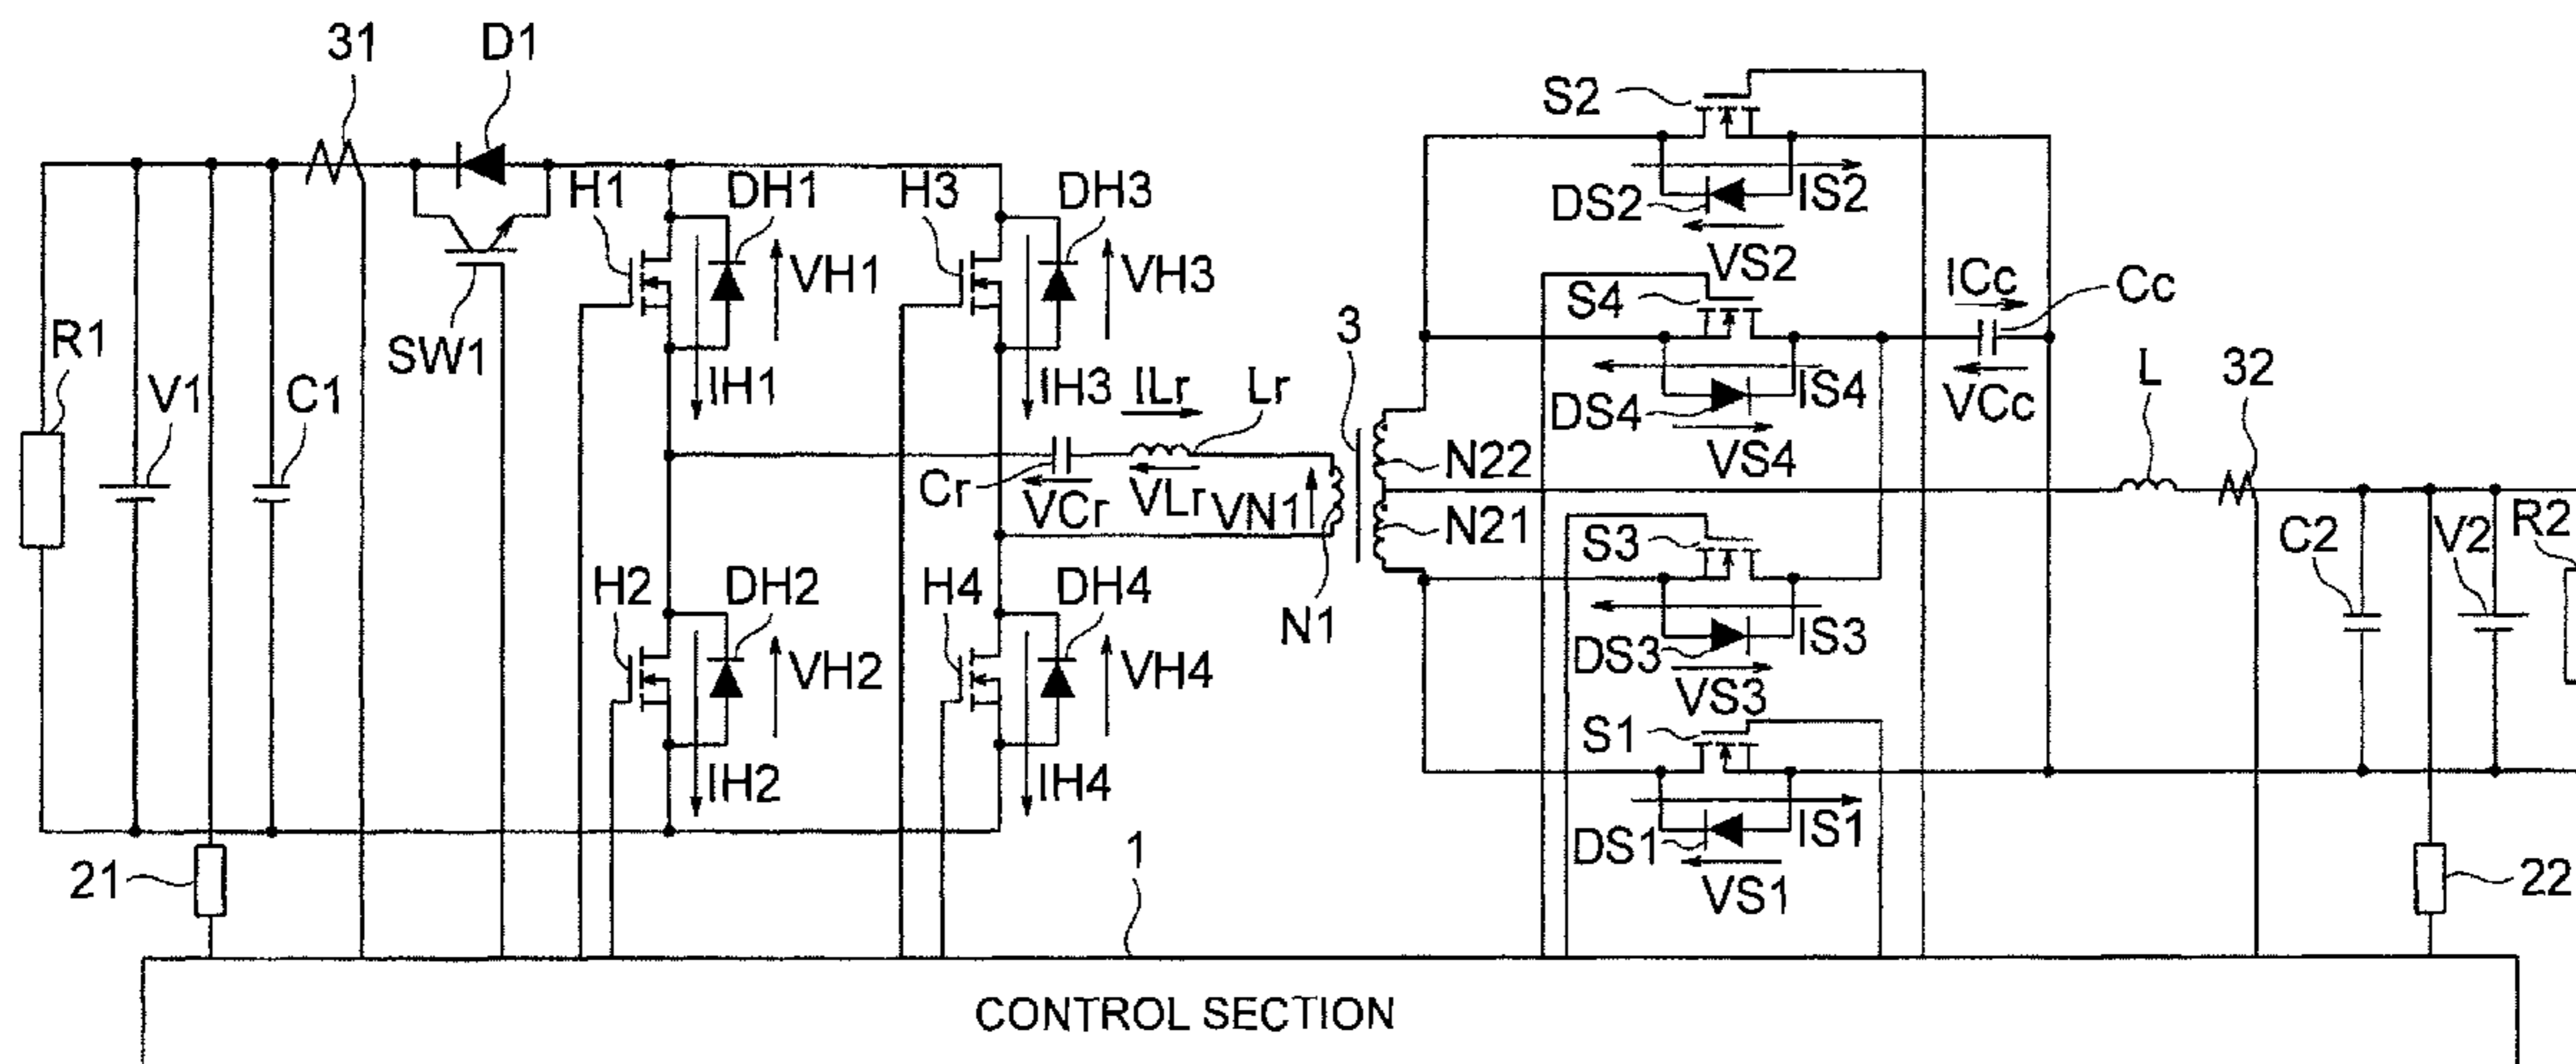 31
D1
S2
H1
DH1
H3
DH3
DS2
IS2
VS2
VH1
VH3
ICc
Cc
S4
R1
SW1
3
V1
C1
IH1
IH3
ILr
Lr
DS4
IS4
VCc
L
32
VS4
N22
Cr
VCr
VLr
VN1
N21
S3
C2
V2
R2
H2
DH2
H4
DH4
N1
DS3
IS3
VH2
VH4
VS3
S1
IH2
IH4
IS1
DS1
21
1
VS1
22
CONTROL SECTION